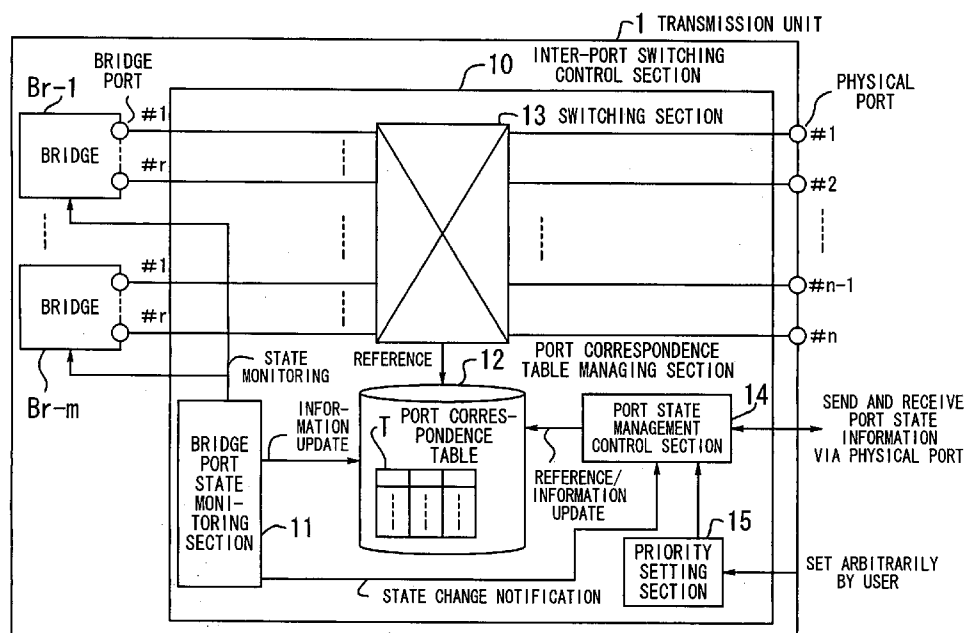 1 TRANSMISSION UNIT
INTER-PORT SWITCHING
CONTROL SECTION
10
BRIDGE
PORT
Br-1
PHYSICAL
PORT
#1
13 SWITCHING SECTION
#1
BRIDGE
#r
#2
#1
#n-1
BRIDGE
#r
#n
REFERENCE
PORT CORRESPONDENCE
TABLE MANAGING SECTION
12
STATE
MONITORING
Br-m
INFOR-
MATION
UPDATE
T
PORT CORRE-
SPONDENCE
TABLE
PORT STATE
MANAGEMENT
CONTROL SECTION
14
SEND AND RECEIVE
PORT STATE
INFORMATION
VIA PHYSICAL PORT
BRIDGE
PORT
STATE
MONI-
TORING
SECTION
11
REFERENCE/
INFORMATION
UPDATE
15
PRIORITY
SETTING
SECTION
SET ARBITRARILY
BY USER
STATE CHANGE NOTIFICATION